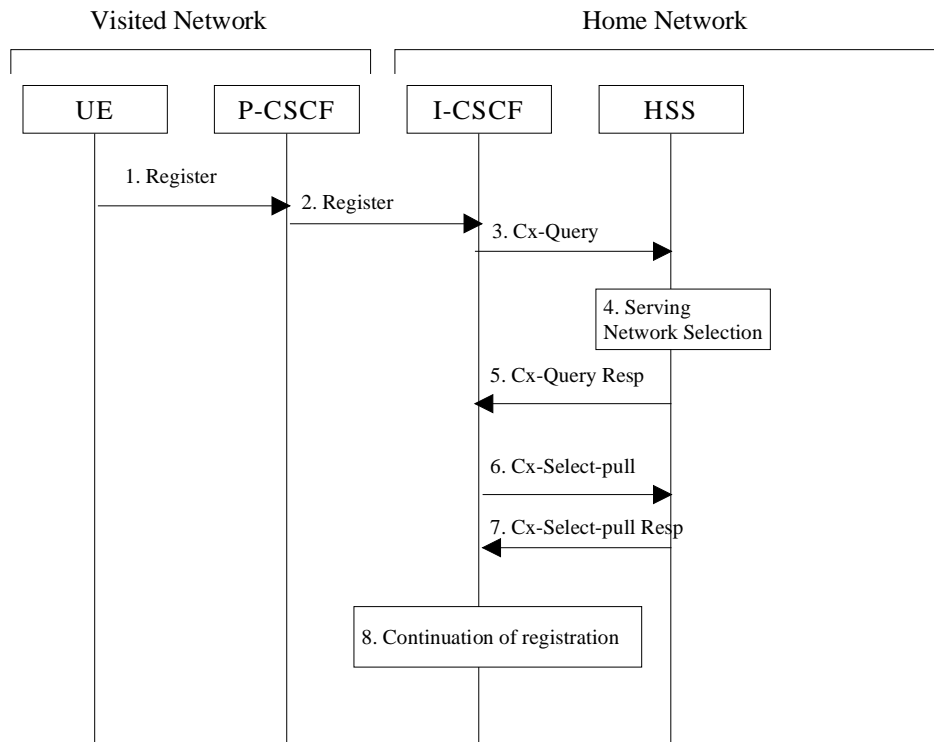 Visited Network
Home Network
UE
P-CSCF
I-CSCF
HSS
1. Register
2. Register
3. Cx-Query
4. Serving
Network Selection
5. Cx-Query Resp
6. Cx-Select-pull
7. Cx-Select-pull Resp
8. Continuation of registration